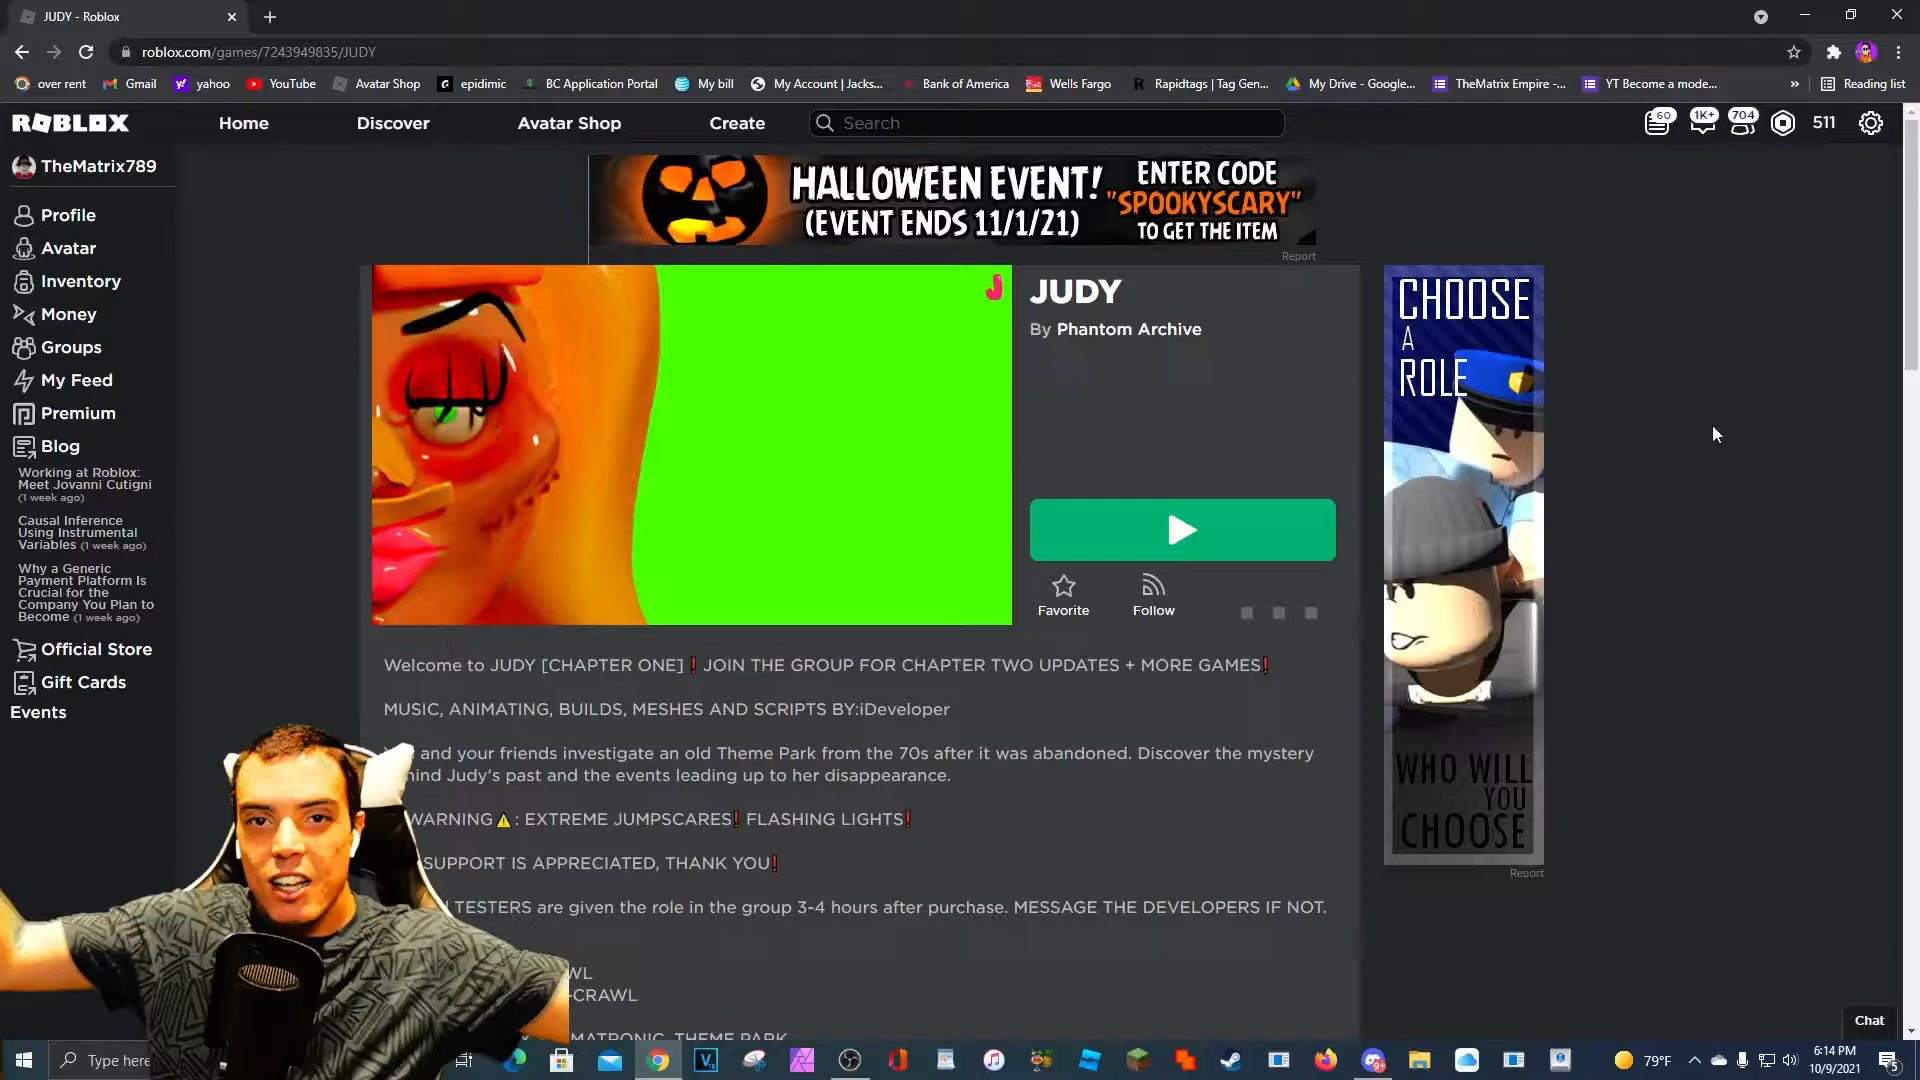 JUDY - Roblox
roblox.com/games/7243949835/JUDY
over rent
Gmail
yahoo
YouTube
Avatar Shop
epidimic
BC Application Portal
My bill
My Account | Jacks...
Bank of America
Wells Fargo
Rapidtags | Tag Gen...
My Drive - Google...
TheMatrix Empire -...
YT Become a mode...
»
Reading list
ROBLOX
Home
Discover
Avatar Shop
Create
Search
60
1K+
704
511
TheMatrix789
Profile
Avatar
Inventory
Money
Groups
My Feed
Premium
Blog
Working at Roblox:
Meet Jovanni Cutigni
(1 week ago)
Causal Inference
Using Instrumental
Variables (1 week ago)
Why a Generic
Payment Platform Is
Crucial for the
Company You Plan to
Become (1 week ago)
Official Store
Gift Cards
Events
HALLOWEEN EVENT!
(EVENT ENDS 11/1/21)
ENTER CODE
"SPOOKYSCARY"
TO GET THE ITEM
Report
J
JUDY
By Phantom Archive
Favorite
Follow
CHOOSE
A
ROLE
WHO WILL
YOU
CHOOSE
Report
Welcome to JUDY [CHAPTER ONE]❗JOIN THE GROUP FOR CHAPTER TWO UPDATES + MORE GAMES❗
MUSIC, ANIMATING, BUILDS, MESHES AND SCRIPTS BY:iDeveloper
and your friends investigate an old Theme Park from the 70s after it was abandoned. Discover the mystery
Judy's past and the events leading up to her disappearance.
WARNING⚠: EXTREME JUMPSCARES❗FLASHING LIGHTS❗
SUPPORT IS APPRECIATED, THANK YOU❗
TESTERS are given the role in the group 3-4 hours after purchase. MESSAGE THE DEVELOPERS IF NOT.
-CRAWL
THEME PARK
Chat
Type here
9+
79°F
6:14 PM
10/9/2021
5